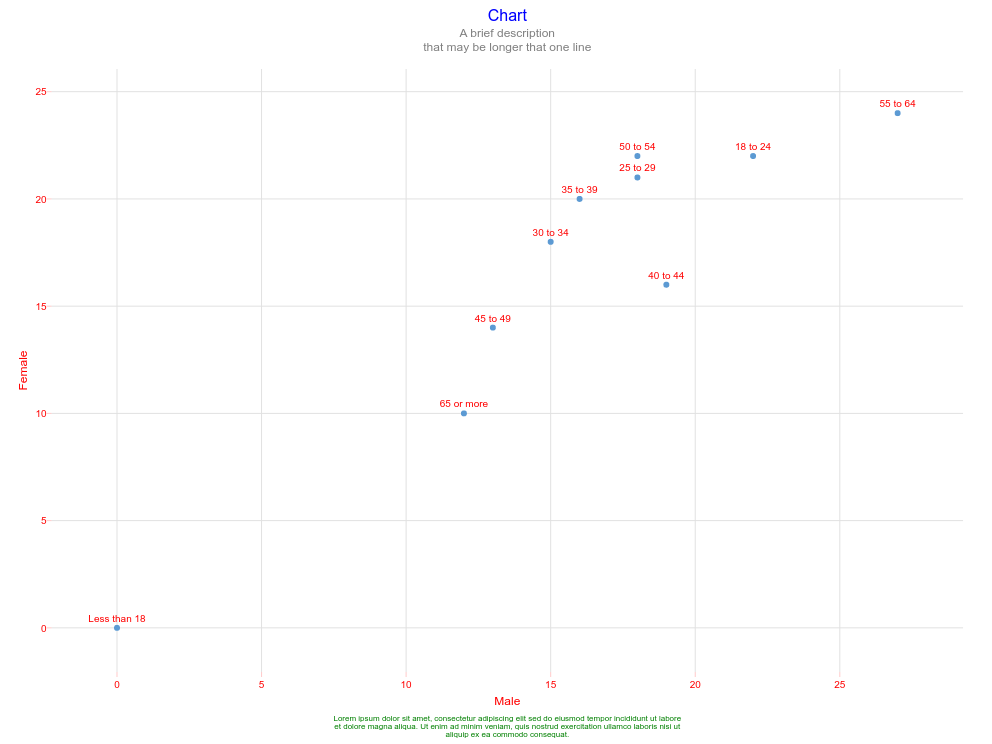 Chart
A brief description
that may be longer that one line
25
55 to 64
50 to 54
18 to 24
25 to 29
35 to 39
20
30 to 34
40 to 44
15
45 to 49
Female
65 or more
10
5
Less than 18
0
0 5 10 15 20 25
Male
Lorem ipsum dolor sit amet, consectetur adipiscing elit sed do eiusmod tempor incididunt ut labore
et dolore magna aliqua. Ut enim ad minim veniam, quis nostrud exercitation ullamco laboris nisi ut
aliquip ex ea commodo consequat.